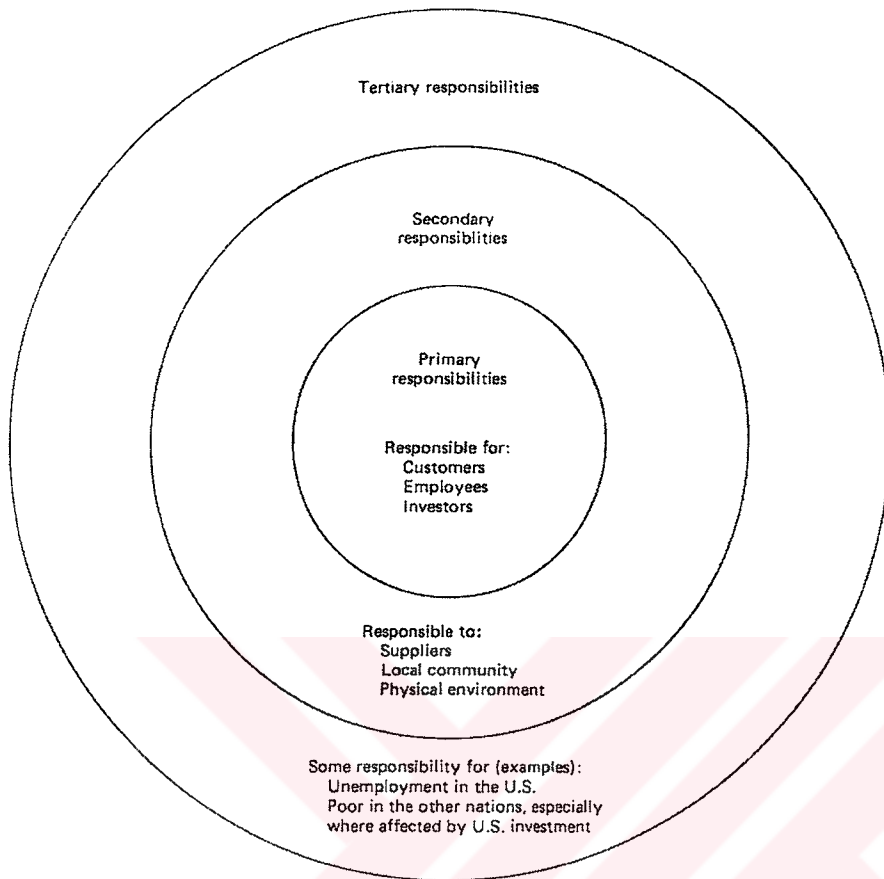 Tertiary responsibilities
Secondary
responsiblities
Primary
responsibilities
Responsible for:
Customers
Employees
Investors
Responsible to:
Suppliers
Local community
Physical environment
Some responsibility for (examples):
Unemployment in the U.S.
Poor in the other nations, especially
where affected by U.S. investment